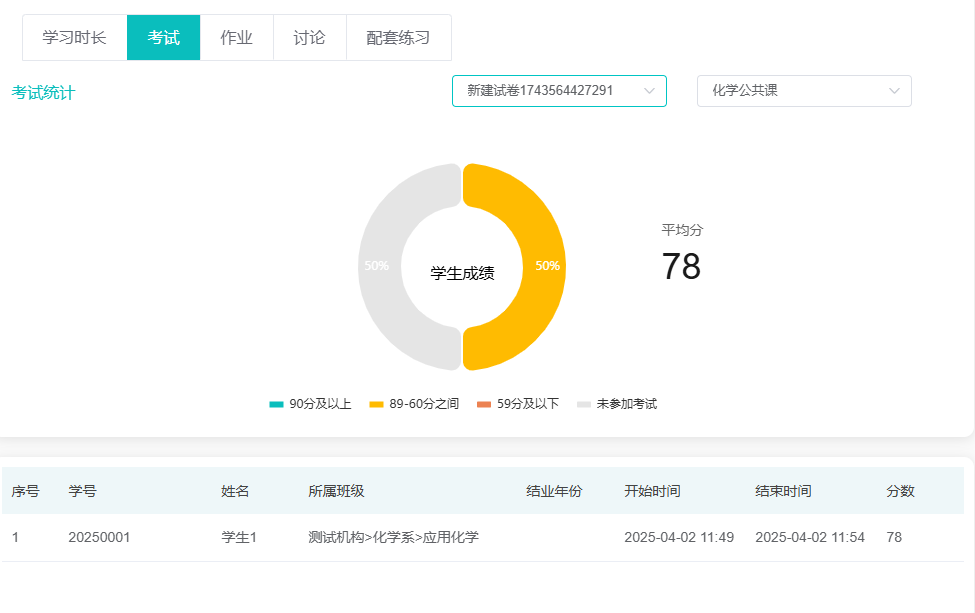 学习时长 考试 作业 讨论 配套练习
考试统计 新建试卷1743564427291 化学公共课
平均分
78
50% 学生成绩 50%
90分及以上 89-60分之间 59分及以下 未参加考试
序号 学号 姓名 所属班级 结业年份 开始时间 结束时间 分数
1 20250001 学生1 测试机构>化学系>应用化学 2025-04-02 11:49 2025-04-02 11:54 78